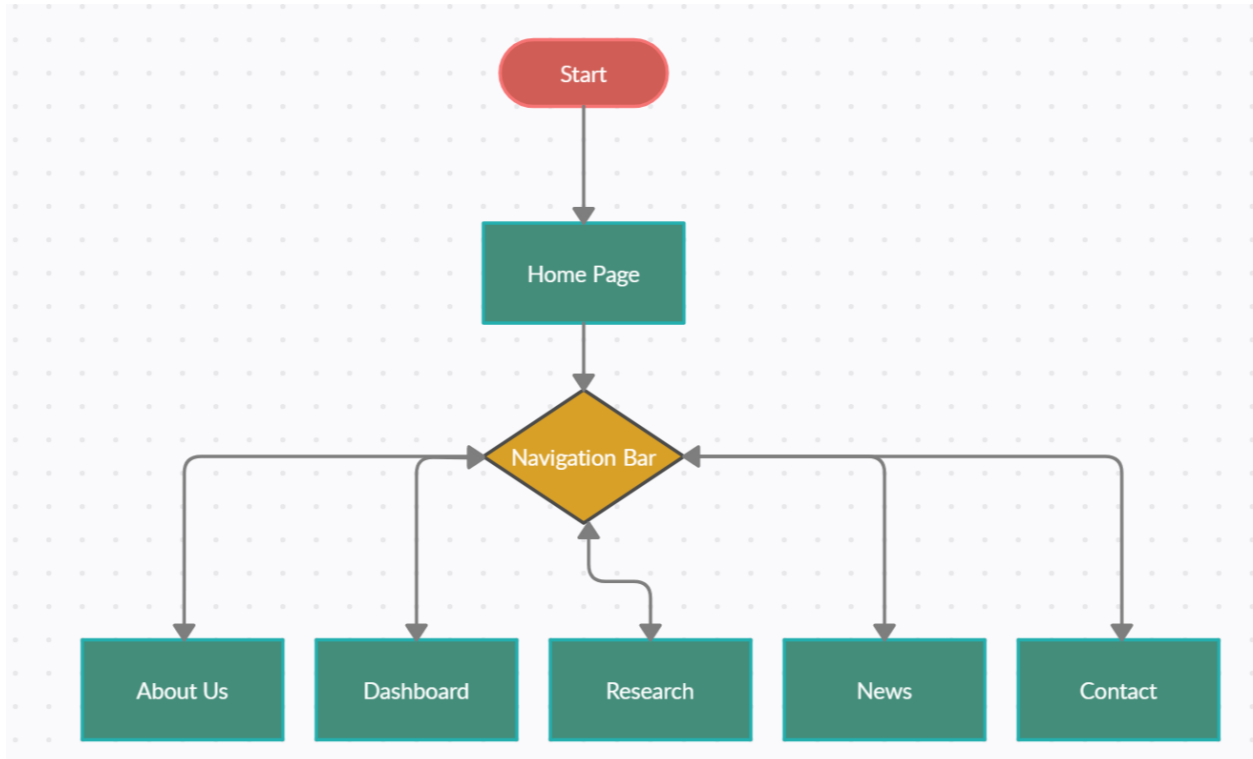 Start
Home Page
Navigation Bar
About Us
Dashboard
Research
News
Contact